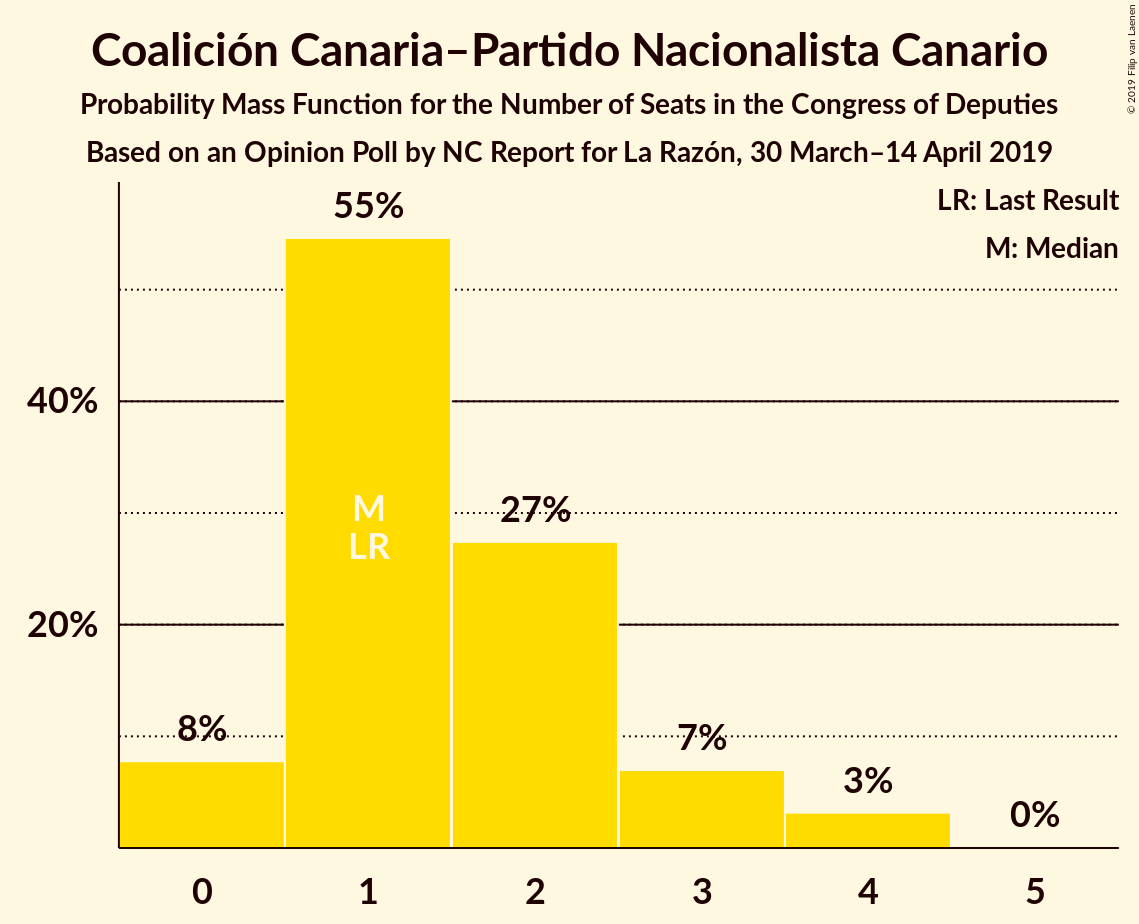 Coalición Canaria–Partido Nacionalista Canario
Probability Mass Function for the Number of Seats in the Congress of Deputies
Based on an Opinion Poll by NC Report for La Razón, 30 March–14 April 2019
© 2019 Filip van Laenen
LR: Last Result
M: Median
55%
40%
M
LR
27%
20%
8%
7%
3%
0%
0 1 2 3 4 5